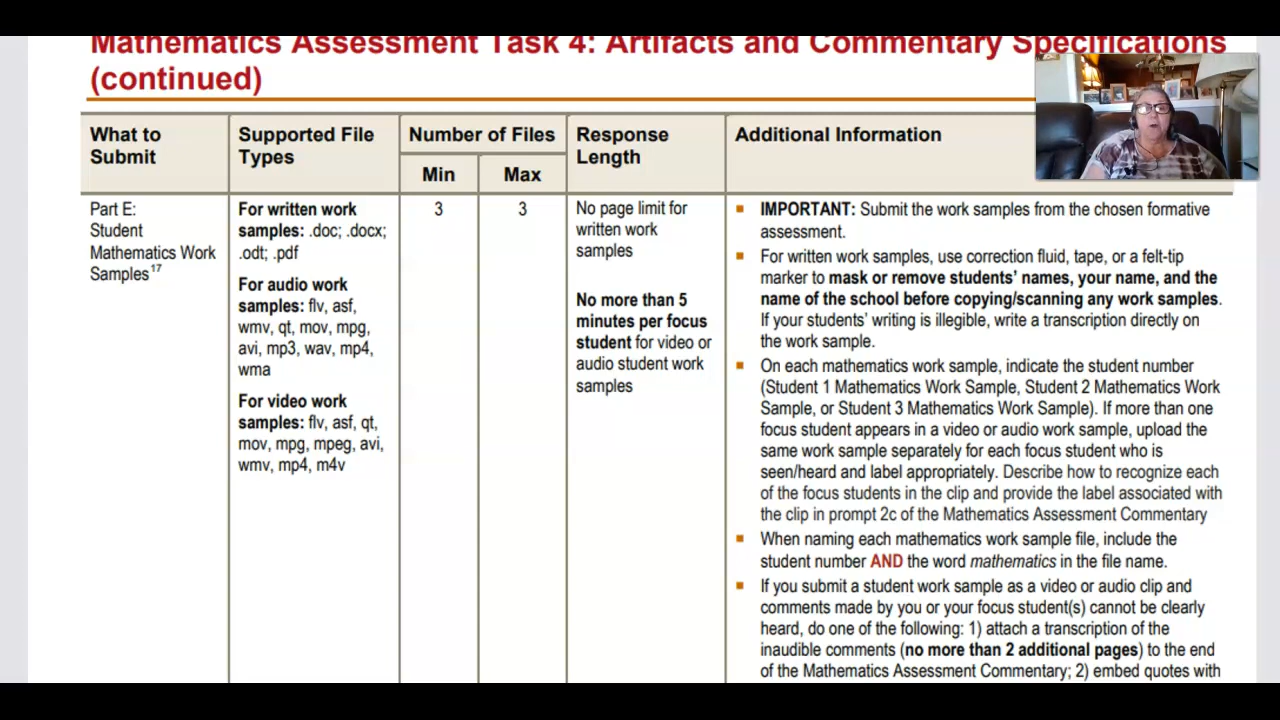 Mathematics Assessment Task 4: Artifacts and Commentary Specifications
(continued)
What to
Submit
Supported File
Types
Number of Files
Min
Max
Response
Length
Additional Information
Part E:
Student
Mathematics Work
Samples17
For written work
samples: .doc; .docx;
.odt; .pdf
For audio work
samples: flv, asf,
wmv, qt, mov, mpg,
avi, mp3, wav, mp4,
wma
For video work
samples: flv, asf, qt,
mov, mpg, mpeg, avi,
wmv, mp4, m4v
3
3
No page limit for
written work
samples
No more than 5
minutes per focus
student for video or
audio student work
samples
IMPORTANT: Submit the work samples from the chosen formative
assessment.
For written work samples, use correction fluid, tape, or a felt-tip
marker to mask or remove students' names, your name, and the
name of the school before copying/scanning any work samples.
If your students' writing is illegible, write a transcription directly on
the work sample.
On each mathematics work sample, indicate the student number
(Student 1 Mathematics Work Sample, Student 2 Mathematics Work
Sample, or Student 3 Mathematics Work Sample). If more than one
focus student appears in a video or audio work sample, upload the
same work sample separately for each focus student who is
seen/heard and label appropriately. Describe how to recognize each
of the focus students in the clip and provide the label associated with
the clip in prompt 2c of the Mathematics Assessment Commentary
When naming each mathematics work sample file, include the
student number AND the word mathematics in the file name.
If you submit a student work sample as a video or audio clip and
comments made by you or your focus student(s) cannot be clearly
heard, do one of the following: 1) attach a transcription of the
inaudible comments (no more than 2 additional pages) to the end
of the Mathematics Assessment Commentary; 2) embed quotes with